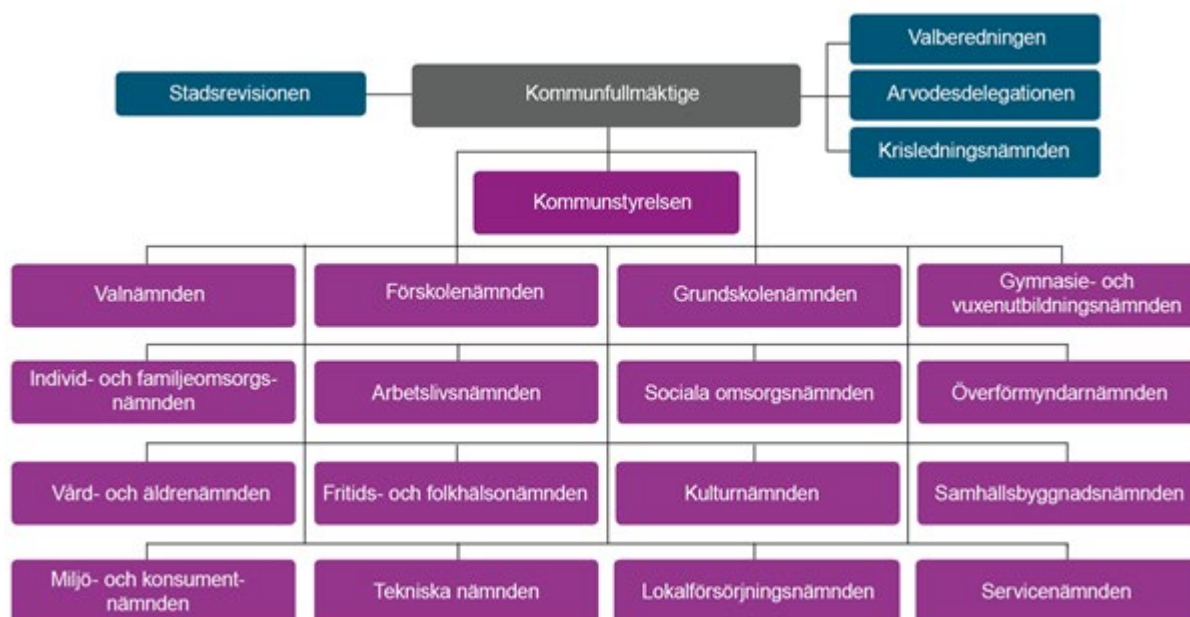 Valberedningen
Stadsrevisionen
Kommunfullmäktige
Arvodesdelegationen
Krisledningsnämnden
Kommunstyrelsen
Valnämnden
Förskolenämnden
Grundskolenämnden
Gymnasie- och
vuxenutbildningsnämnden
Individ- och familjeomsorgs-
nämnden
Arbetslivsnämnden
Sociala omsorgsnämnden
Överförmyndarnämnden
Vård- och äldrenämnden
Fritids- och folkhälsonämnden
Kulturnämnden
Samhällsbyggnadsnämnden
Miljö- och konsument-
nämnden
Tekniska nämnden
Lokalförsörjningsnämnden
Servicenämnden